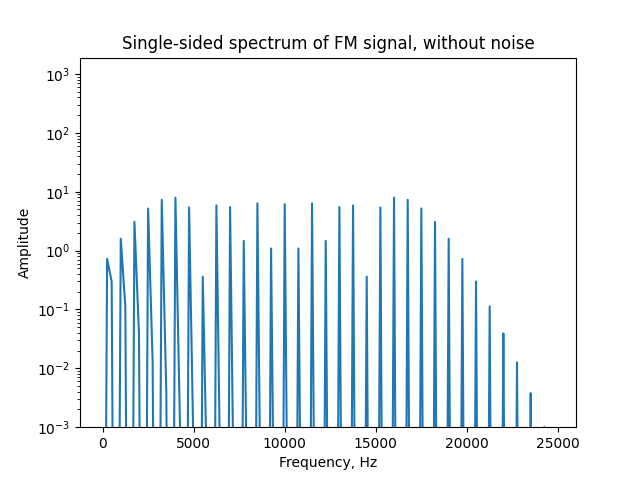 Single-sided spectrum of FM signal, without noise
10³
10²
10¹
10⁰
10⁻¹
10⁻²
10⁻³
Amplitude
0 5000 10000 15000 20000 25000
Frequency, Hz